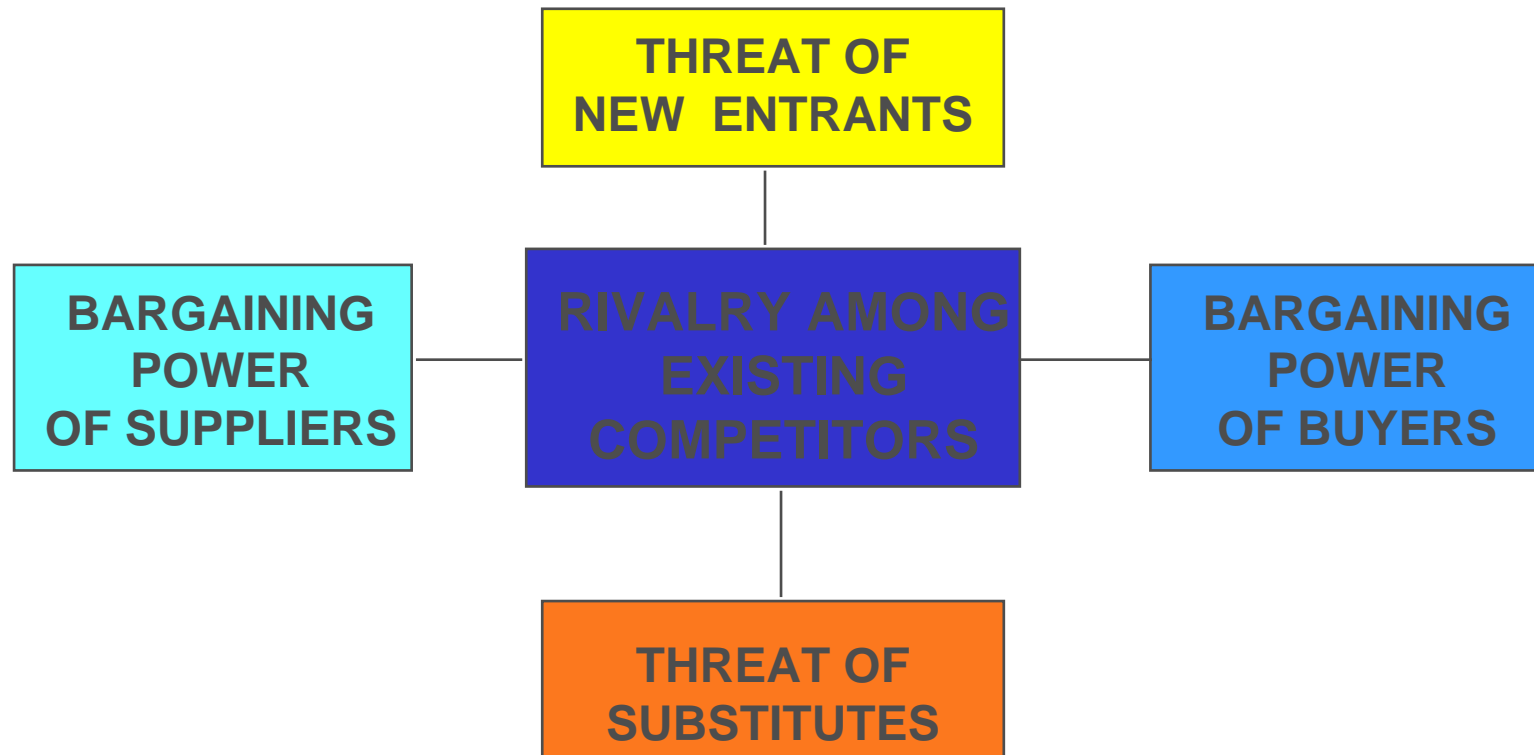 THREAT OF
NEW ENTRANTS
BARGAINING
POWER
OF SUPPLIERS
RIVALRY AMONG
EXISTING
COMPETITORS
BARGAINING
POWER
OF BUYERS
THREAT OF
SUBSTITUTES